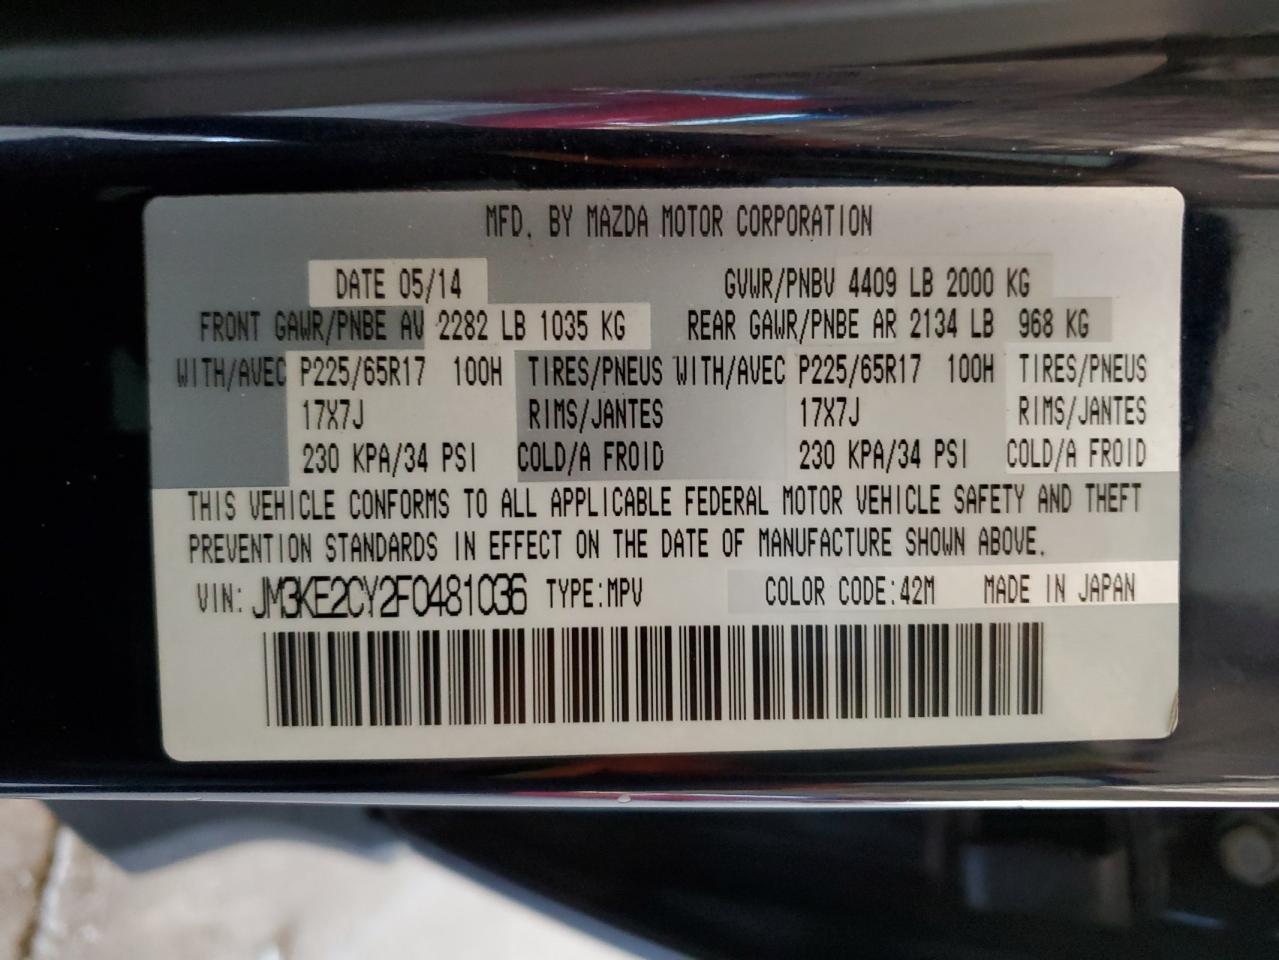 MFD. BY MAZDA MOTOR CORPORATION
DATE 05/14 GVWR/PNBV 4409 LB 2000 KG
FRONT GAWR/PNBE AV 2282 LB 1035 KG REAR GAWR/PNBE AR 2134 LB 968 KG
WITH/AVEC P225/65R17 100H TIRES/PNEUS WITH/AVEC P225/65R17 100H TIRES/PNEUS
17X7J RIMS/JANTES 17X7J RIMS/JANTES
230 KPA/34 PSI COLD/A FROID 230 KPA/34 PSI COLD/A FROID
THIS VEHICLE CONFORMS TO ALL APPLICABLE FEDERAL MOTOR VEHICLE SAFETY AND THEFT
PREVENTION STANDARDS IN EFFECT ON THE DATE OF MANUFACTURE SHOWN ABOVE.
VIN: JM3KE2CY2F0481036 TYPE:MPV COLOR CODE:42M MADE IN JAPAN